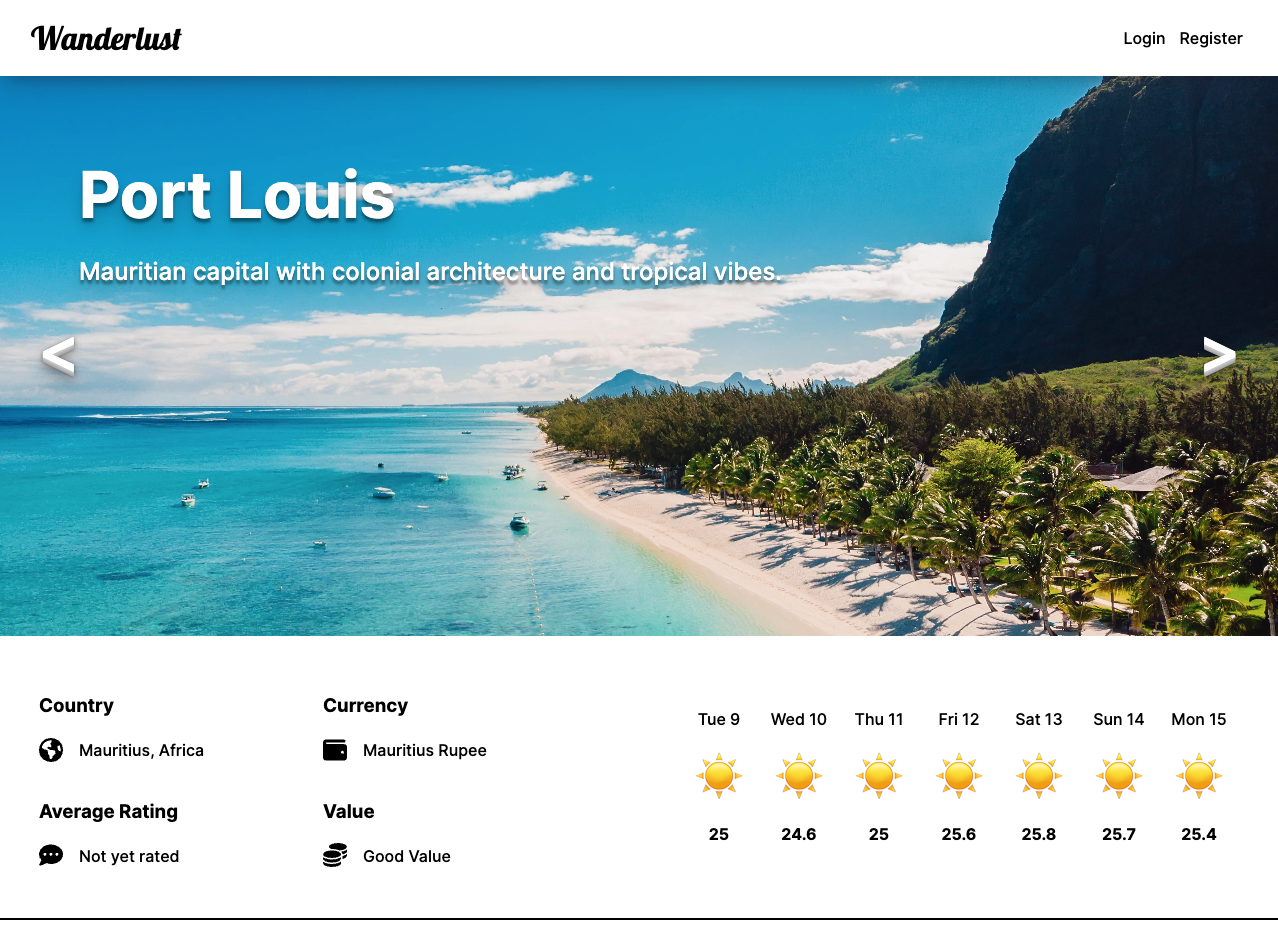 Wanderlust
Login Register
Port Louis
Mauritian capital with colonial architecture and tropical vibes.
< >
Country
Mauritius, Africa
Currency
Mauritius Rupee
Average Rating
Not yet rated
Value
Good Value
Tue 9 Wed 10 Thu 11 Fri 12 Sat 13 Sun 14 Mon 15
25 24.6 25 25.6 25.8 25.7 25.4